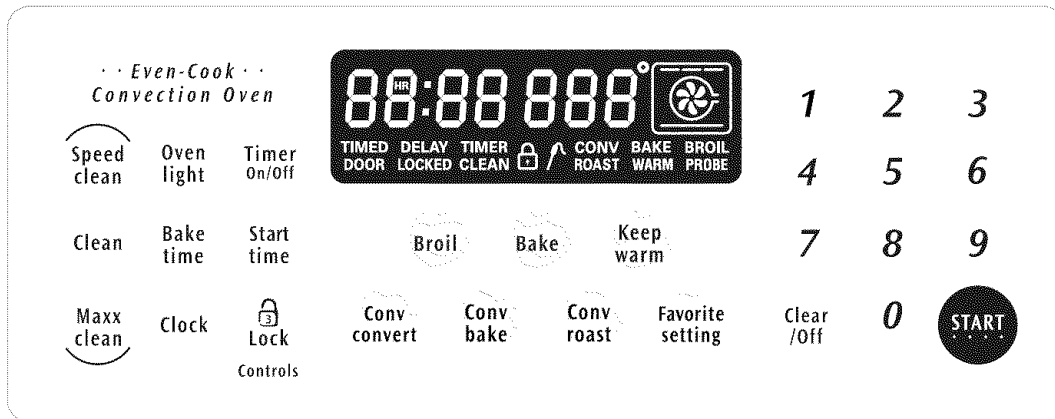 · · Even-Cook · ·
Convection Oven
88:88 888°
HR
TIMED DELAY TIMER CONV BAKE BROIL
DOOR LOCKED CLEAN ROAST WARM PROBE
1 2 3
Speed clean
Oven light
Timer On/Off
4 5 6
Clean
Bake time
Start time
Broil
Bake
Keep warm
7 8 9
Maxx clean
Clock
3
Lock
Controls
Conv convert
Conv bake
Conv roast
Favorite setting
Clear /Off
0
START